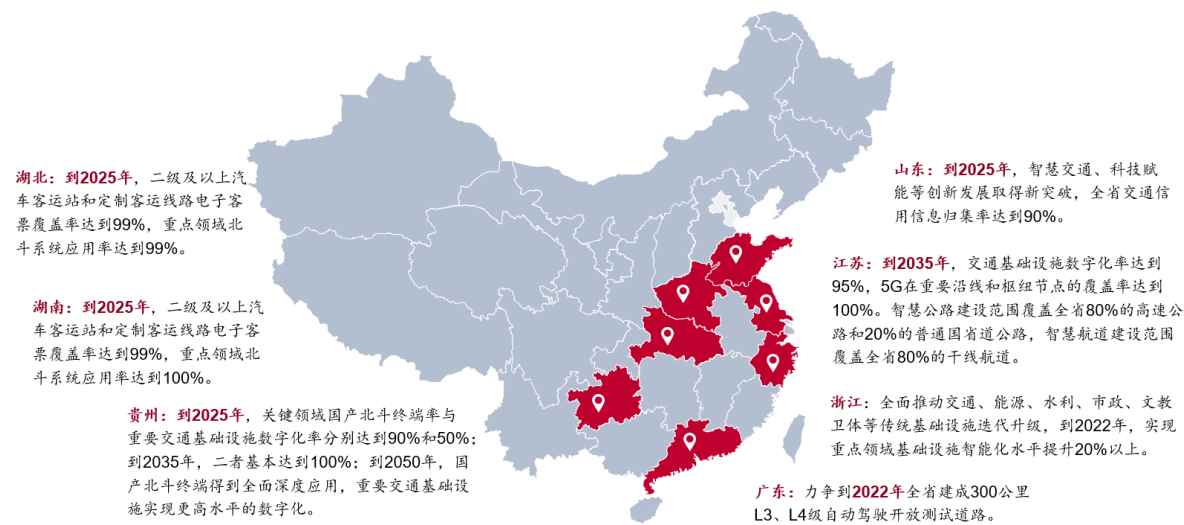 湖北：到2025年，二级及以上汽
车客运站和定制客运线路电子客
票覆盖率达到99%，重点领域北
斗系统应用率达到99%。
湖南：到2025年，二级及以上汽
车客运站和定制客运线路电子客
票覆盖率达到99%，重点领域北
斗系统应用率达到100%。
贵州：到2025年，关键领域国产北斗终端率与
重要交通基础设施数字化率分别达到90%和50%；
到2035年，二者基本达到100%；到2050年，国
产北斗终端得到全面深度应用，重要交通基础设
施实现更高水平的数字化。
山东：到2025年，智慧交通、科技赋
能等创新发展取得新突破，全省交通信
用信息归集率达到90%。
江苏：到2035年，交通基础设施数字化率达到
95%，5G在重要沿线和枢纽节点的覆盖率达到
100%。智慧公路建设范围覆盖全省80%的高速公
路和20%的普通国省道公路，智慧航道建设范围
覆盖全省80%的干线航道。
浙江：全面推动交通、能源、水利、市政、文教
卫体等传统基础设施迭代升级，到2022年，实现
重点领域基础设施智能化水平提升20%以上。
广东：力争到2022年全省建成300公里
L3、L4级自动驾驶开放测试道路。